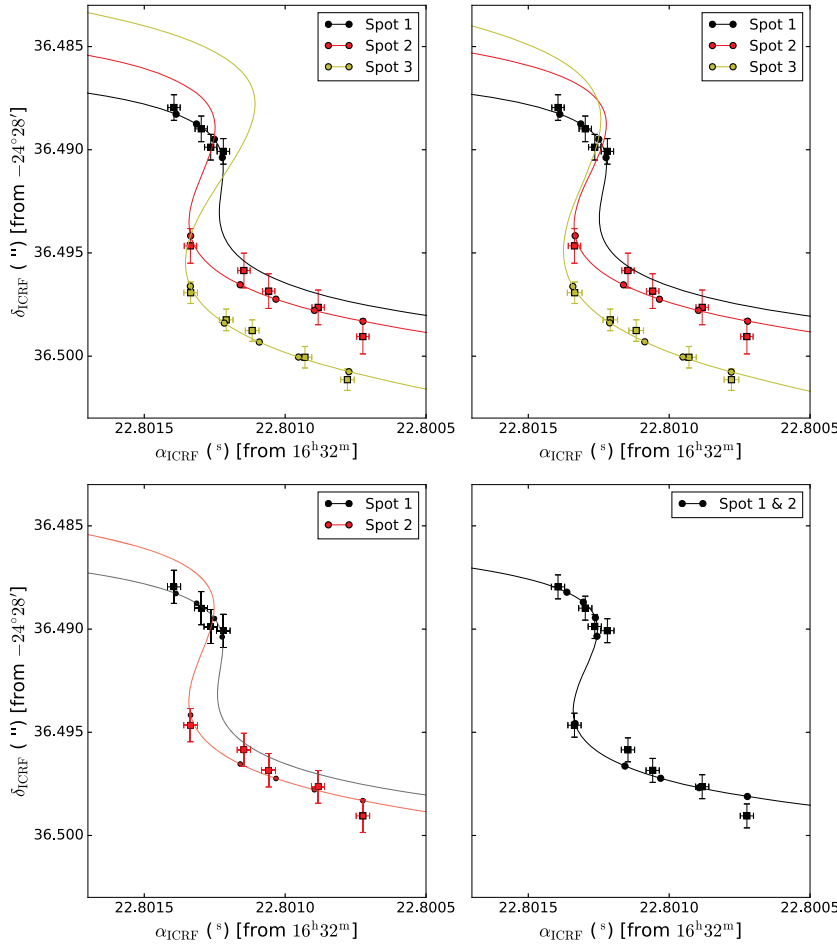 Spot 1
Spot 2
Spot 3
Spot 1
Spot 2
Spot 3
36.485
36.490
36.495
36.500
δICRF (") [from −24°28′]
22.8015 22.8010 22.8005
22.8015 22.8010 22.8005
αICRF (ˢ) [from 16ʰ32ᵐ]
αICRF (ˢ) [from 16ʰ32ᵐ]
Spot 1
Spot 2
Spot 1 & 2
36.485
36.490
36.495
36.500
δICRF (") [from −24°28′]
22.8015 22.8010 22.8005
22.8015 22.8010 22.8005
αICRF (ˢ) [from 16ʰ32ᵐ]
αICRF (ˢ) [from 16ʰ32ᵐ]